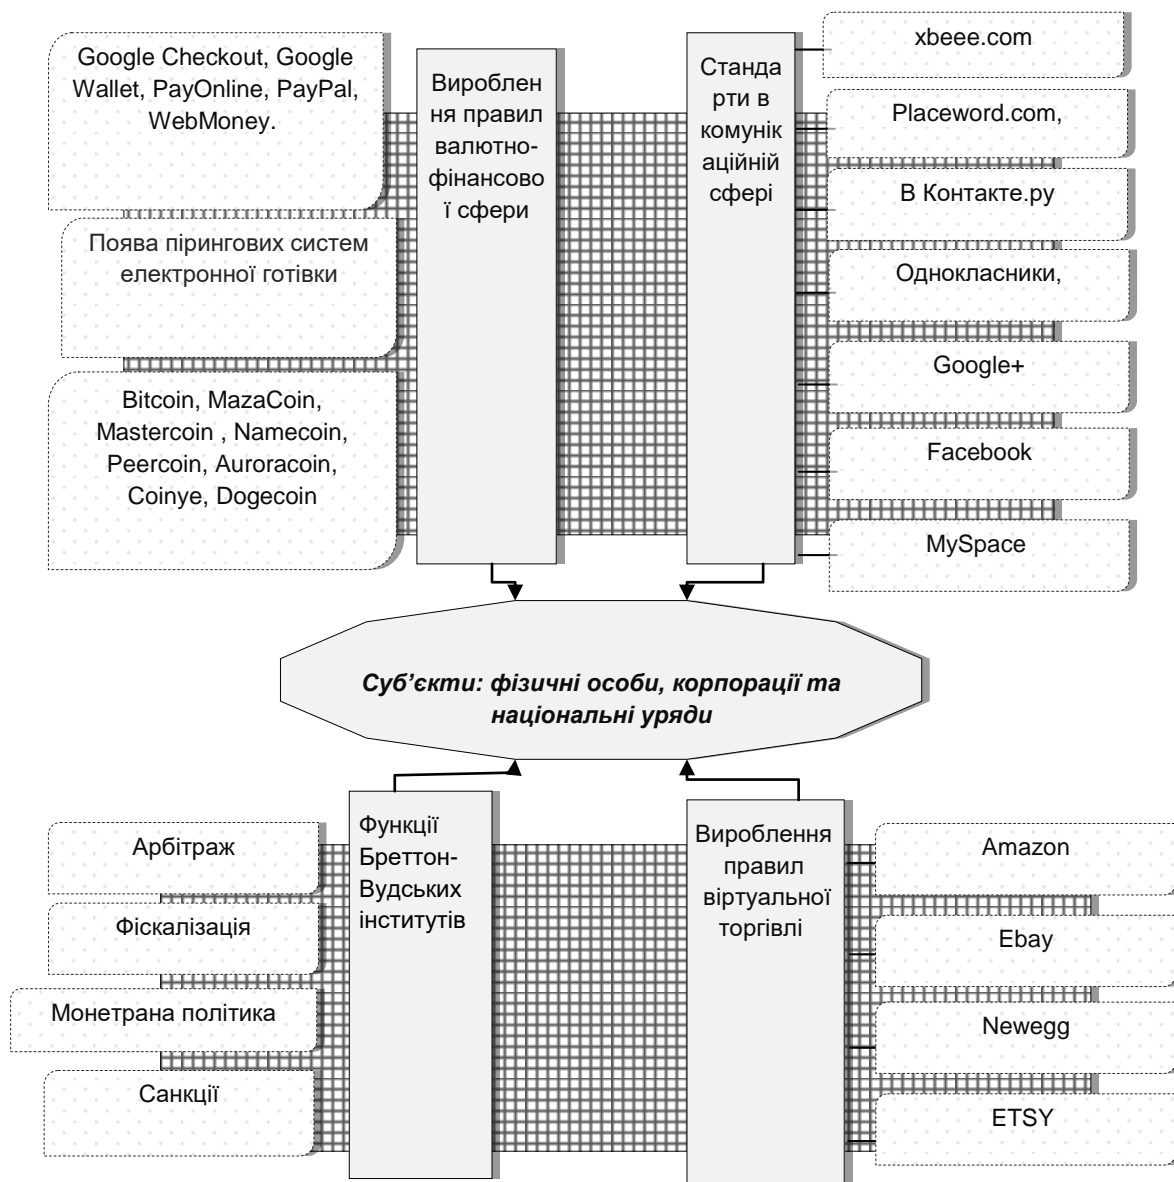 Google Checkout, Google
Wallet, PayOnline, PayPal,
WebMoney.
Поява пірингових систем
електронної готівки
Bitcoin, MazaCoin,
Mastercoin , Namecoin,
Peercoin, Auroracoin,
Coinye, Dogecoin
Вироблен
ня правил
валютно-
фінансово
ї сфери
Станда
рти в
комунік
аційній
сфері
xbeee.com
Placeword.com,
В Контакте.ру
Однокласники,
Google+
Facebook
MySpace
Суб’єкти: фізичні особи, корпорації та
національні уряди
Арбітраж
Фіскалізація
Монетрана політика
Санкції
Функції
Бреттон-
Вудських
інститутів
Вироблення
правил
віртуальної
торгівлі
Amazon
Ebay
Newegg
ETSY